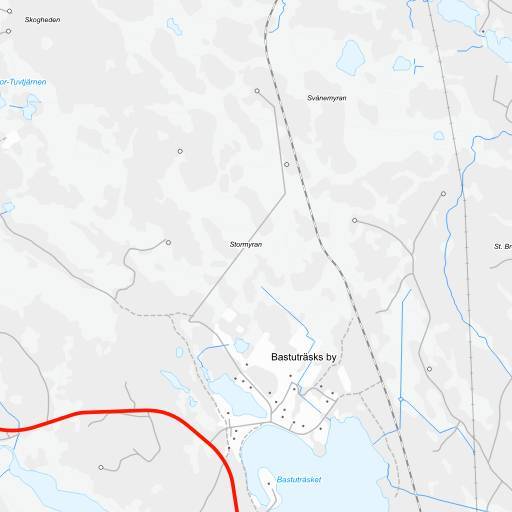 Skogheden
or-Tuvtjärnen
Svänemyran
Stormyran
St. Br
Bastuträsks by
Bastuträsket